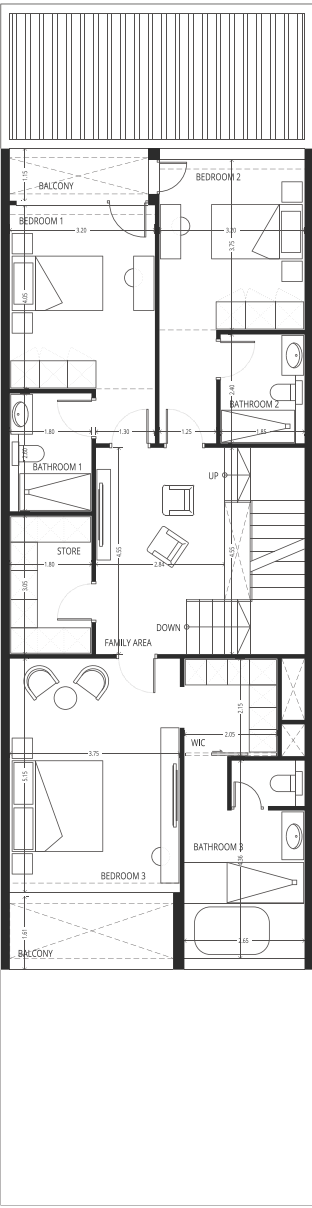 BEDROOM 2
1.15
BALCONY
BEDROOM 1
3.20
3.20
3.75
4.05
2.40
BATHROOM 2
1.80
1.30
1.25
1.85
2.60
BATHROOM 1
UP
STORE
4.55
4.55
1.80
2.84
3.05
DOWN
FAMILY AREA
2.15
2.05
WIC
3.75
5.15
BATHROOM 3
4.36
BEDROOM 3
1.61
2.65
BALCONY